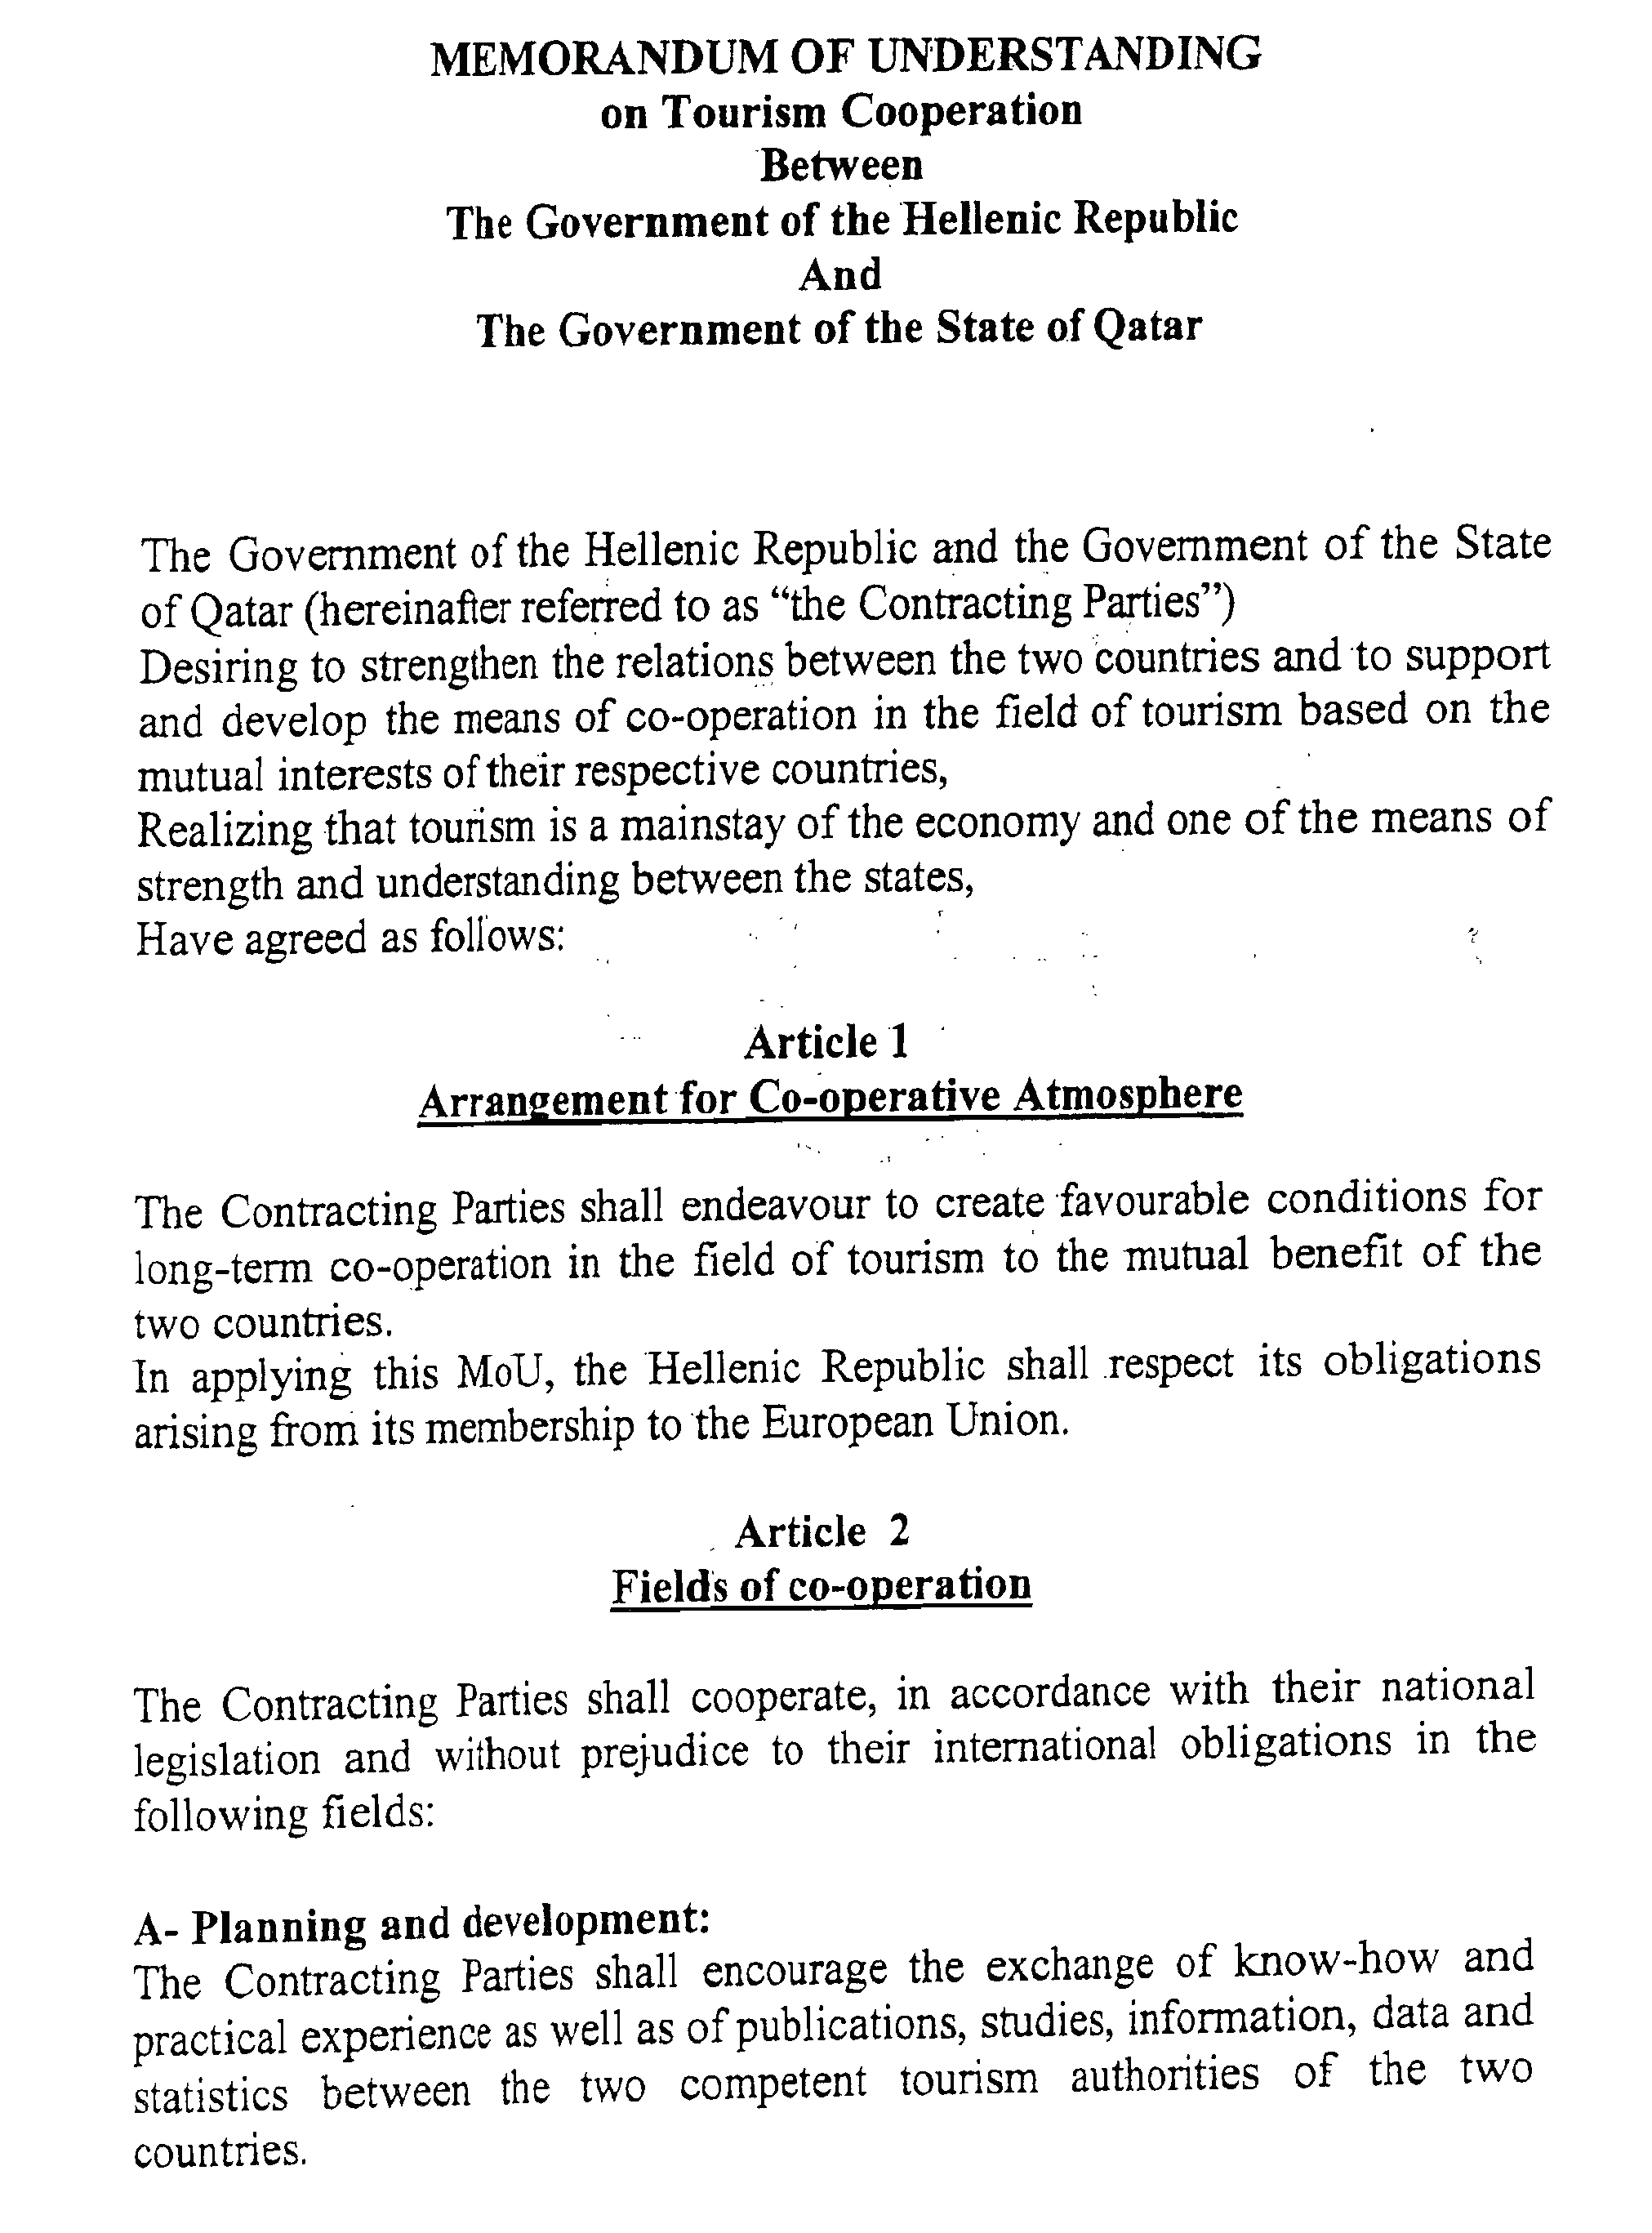 MEMORANDUM OF UNDERSTANDING
on Tourism Cooperation
Between
The Government of the Hellenic Republic
And
The Government of the State of Qatar
The Government of the Hellenic Republic and the Government of the State
of Qatar (hereinafter referred to as “the Contracting Parties”)
Desiring to strengthen the relations between the two countries and to support
and develop the means of co-operation in the field of tourism based on the
mutual interests of their respective countries,
Realizing that tourism is a mainstay of the economy and one of the means of
strength and understanding between the states,
Have agreed as follows:
Article 1
Arrangement for Co-operative Atmosphere
The Contracting Parties shall endeavour to create favourable conditions for
long-term co-operation in the field of tourism to the mutual benefit of the
two countries.
In applying this MoU, the Hellenic Republic shall respect its obligations
arising from its membership to the European Union.
Article 2
Fields of co-operation
The Contracting Parties shall cooperate, in accordance with their national
legislation and without prejudice to their international obligations in the
following fields:
A- Planning and development:
The Contracting Parties shall encourage the exchange of know-how and
practical experience as well as of publications, studies, information, data and
statistics between the two competent tourism authorities of the two
countries.